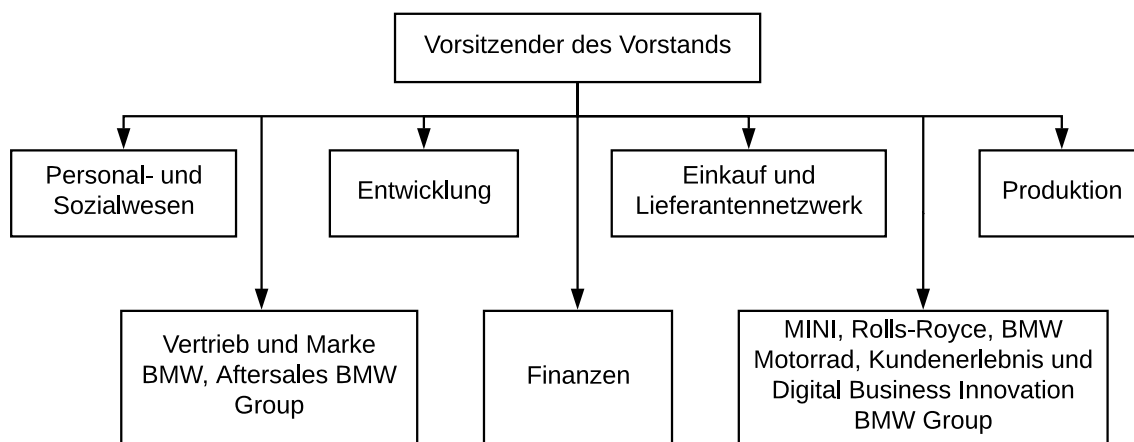 Vorsitzender des Vorstands
Personal- und
Sozialwesen
Entwicklung
Einkauf und
Lieferantennetzwerk
Produktion
Vertrieb und Marke
BMW, Aftersales BMW
Group
Finanzen
MINI, Rolls-Royce, BMW
Motorrad, Kundenerlebnis und
Digital Business Innovation
BMW Group